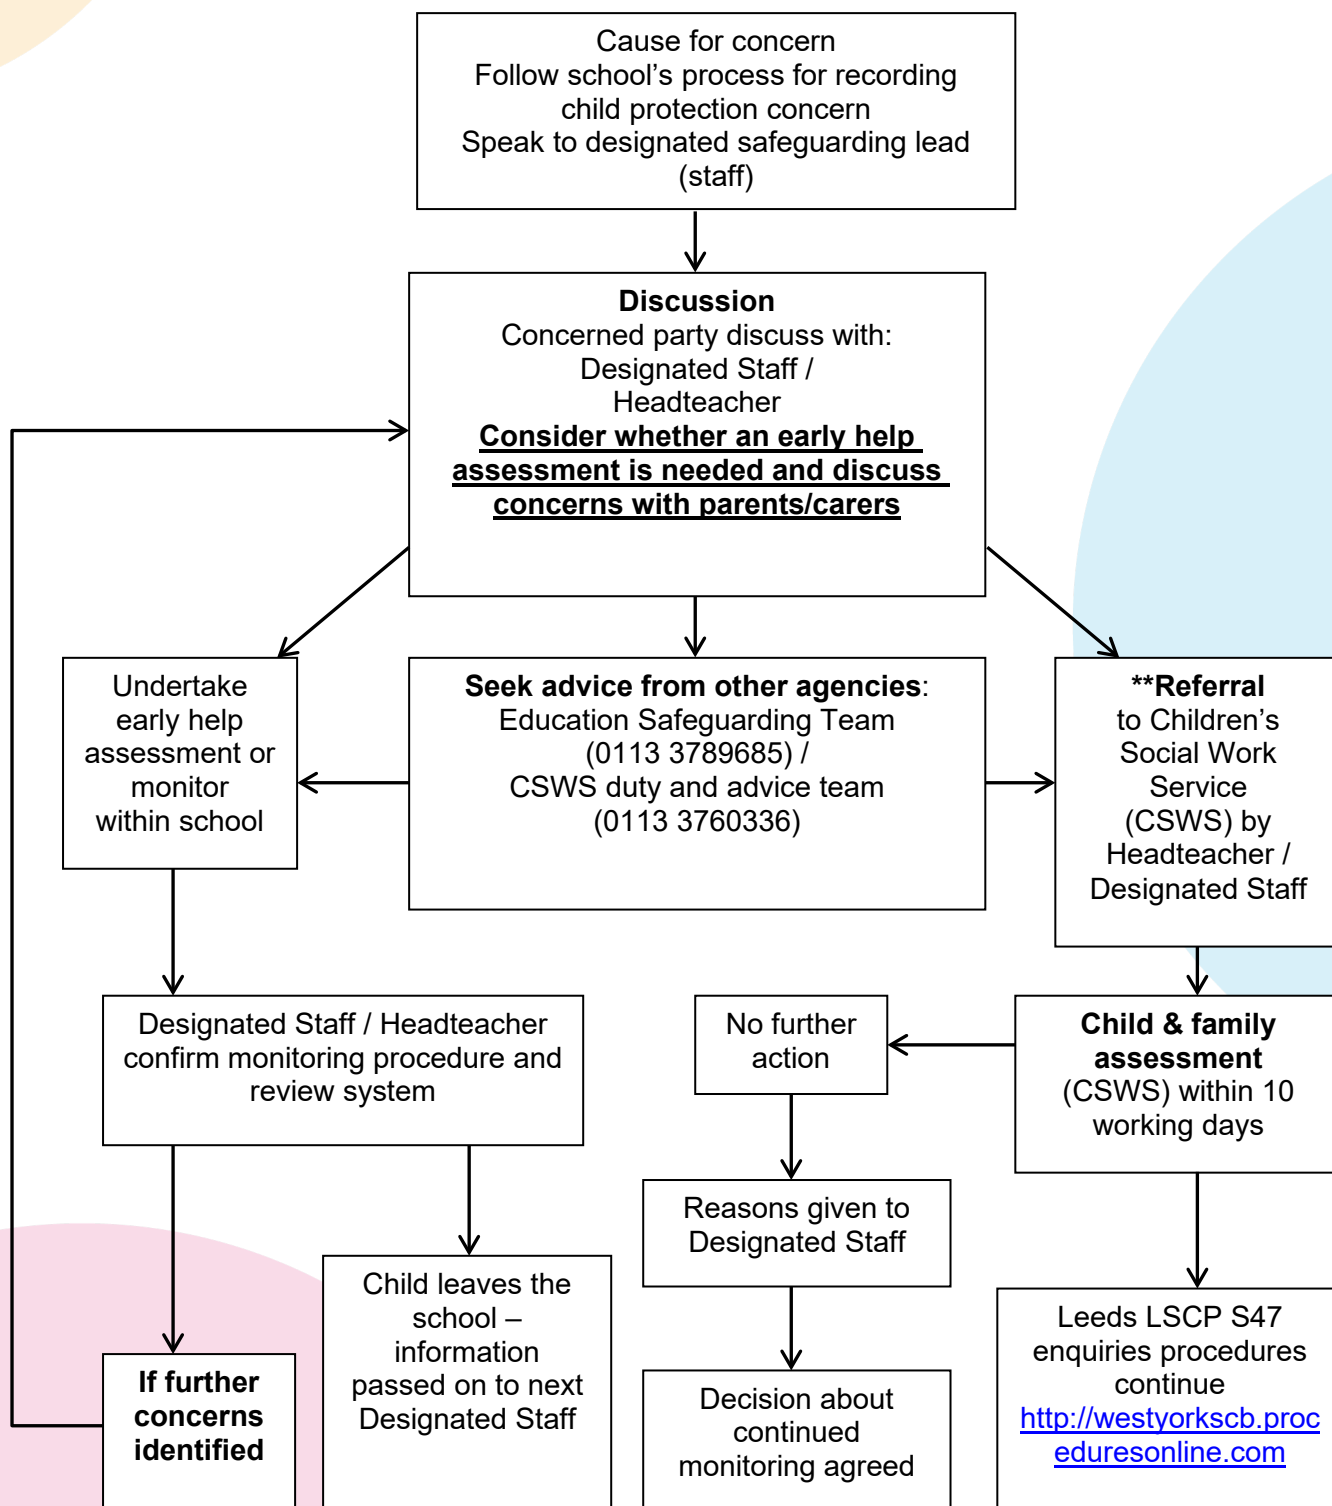 Cause for concern
Follow school’s process for recording
child protection concern
Speak to designated safeguarding lead
(staff)
Discussion
Concerned party discuss with:
Designated Staff /
Headteacher
Consider whether an early help
assessment is needed and discuss
concerns with parents/carers
Undertake
early help
assessment or
monitor
within school
Seek advice from other agencies:
Education Safeguarding Team
(0113 3789685) /
CSWS duty and advice team
(0113 3760336)
**Referral
to Children’s
Social Work
Service
(CSWS) by
Headteacher /
Designated Staff
Designated Staff / Headteacher
confirm monitoring procedure and
review system
No further
action
Child & family
assessment
(CSWS) within 10
working days
Reasons given to
Designated Staff
If further
concerns
identified
Child leaves the
school –
information
passed on to next
Designated Staff
Decision about
continued
monitoring agreed
Leeds LSCP S47
enquiries procedures
continue
http://westyorkscb.proc
eduresonline.com